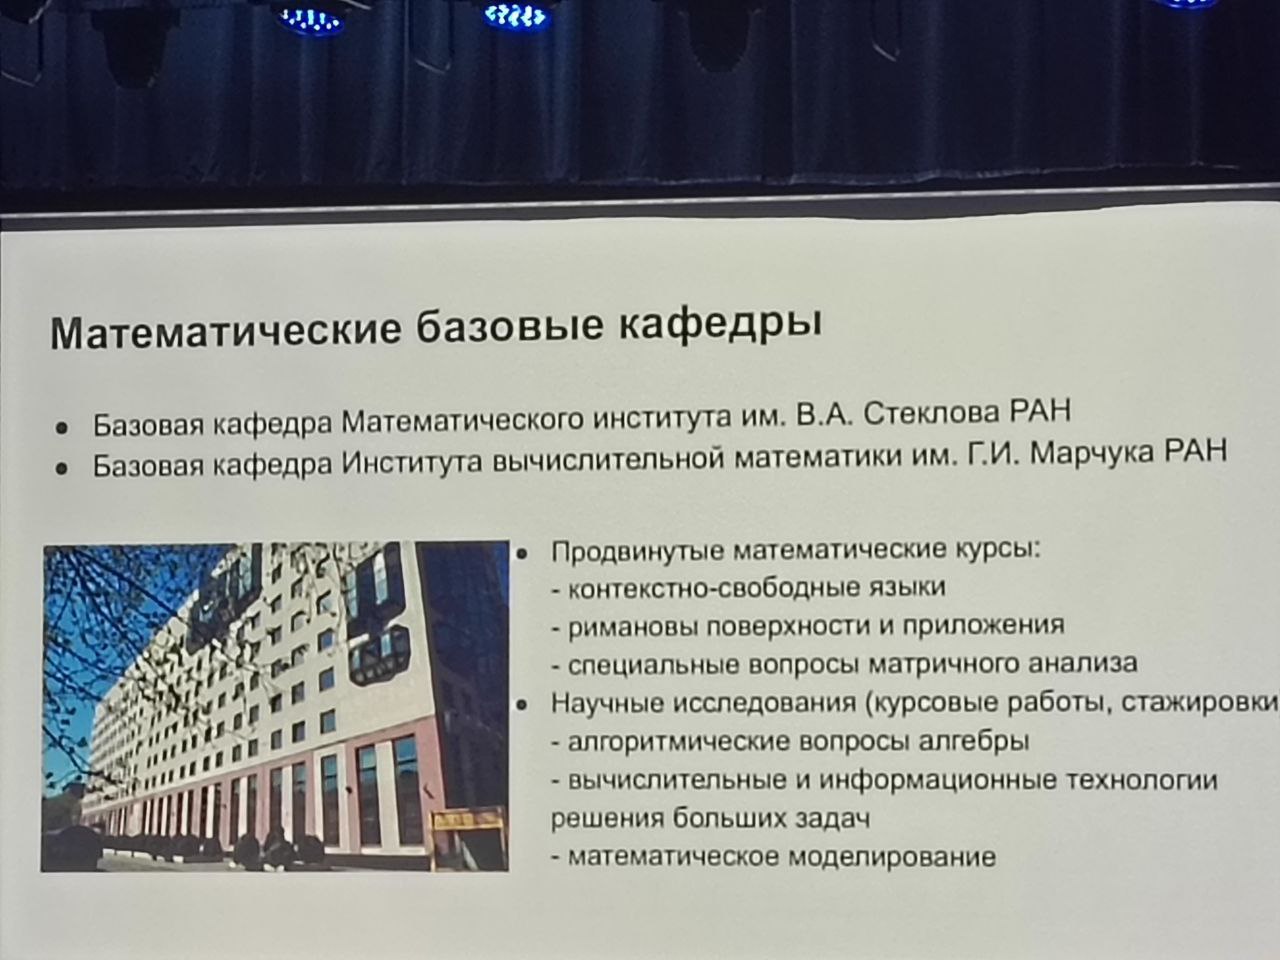 Математические базовые кафедры
• Базовая кафедра Математического института им. В.А. Стеклова РАН
• Базовая кафедра Института вычислительной математики им. Г.И. Марчука РАН
• Продвинутые математические курсы:
- контекстно-свободные языки
- римановы поверхности и приложения
- специальные вопросы матричного анализа
• Научные исследования (курсовые работы, стажировки
- алгоритмические вопросы алгебры
- вычислительные и информационные технологии
решения больших задач
- математическое моделирование